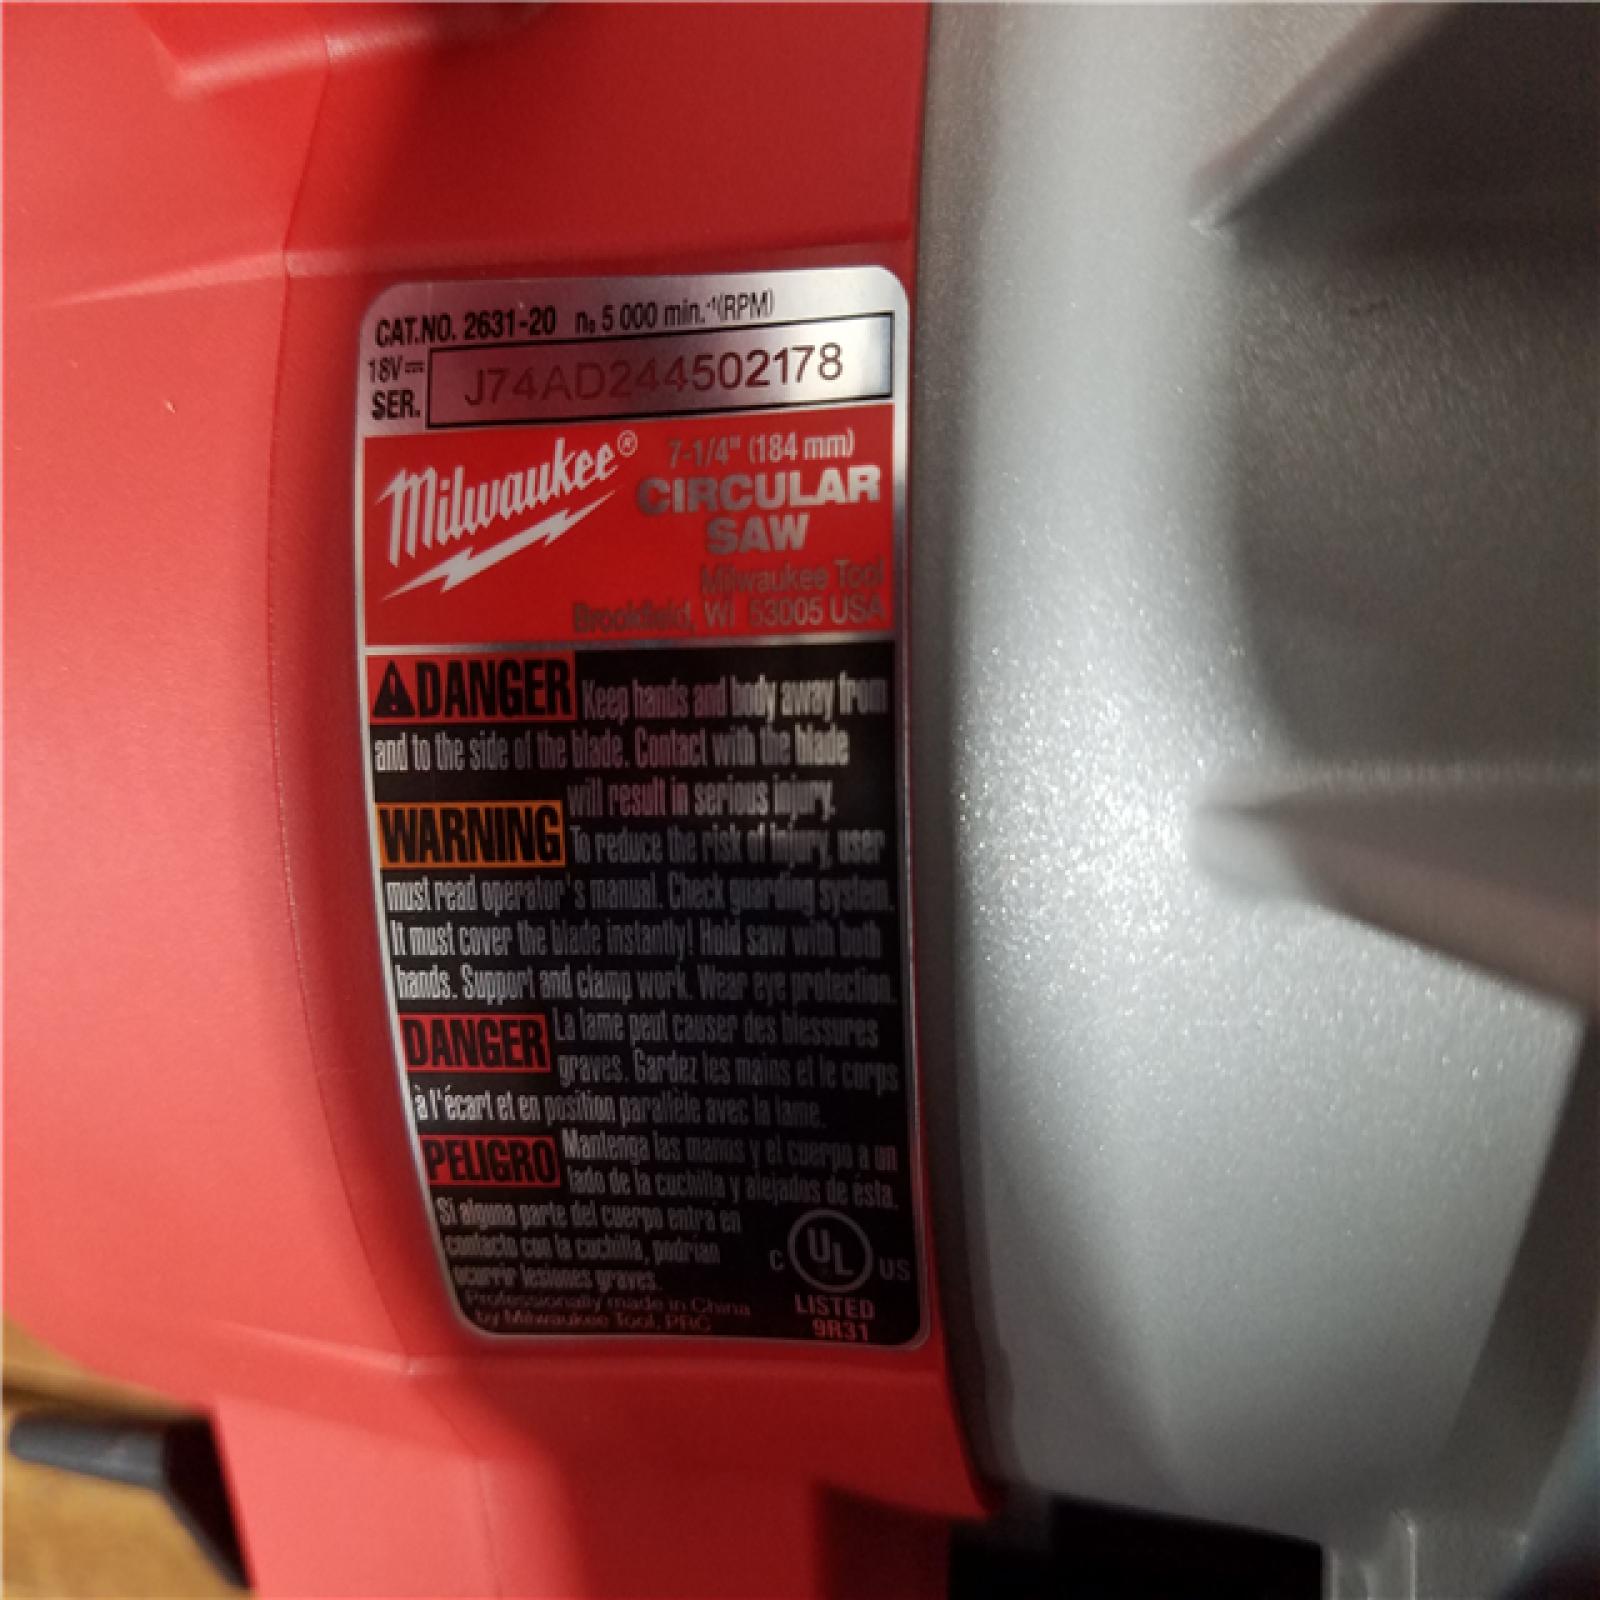 CAT.NO. 2631-20 n₀ 5 000 min.⁻¹(RPM)
18V⎓
SER. J74AD244502178
Milwaukee®
7-1/4" (184 mm)
CIRCULAR
SAW
Milwaukee Tool
Brookfield, WI 53005 USA
DANGER Keep hands and body away from
and to the side of the blade. Contact with the blade
will result in serious injury.
WARNING To reduce the risk of injury, user
must read operator's manual. Check guarding system.
It must cover the blade instantly! Hold saw with both
hands. Support and clamp work. Wear eye protection.
DANGER La lame peut causer des blessures
graves. Gardez les mains et le corps
à l'écart et en position parallèle avec la lame.
PELIGRO Mantenga las manos y el cuerpo a un
lado de la cuchilla y alejados de ésta.
Si alguna parte del cuerpo entra en
contacto con la cuchilla, podrían
ocurrir lesiones graves.
Professionally made in China
by Milwaukee Tool, PRC
C UL US
LISTED
9R31